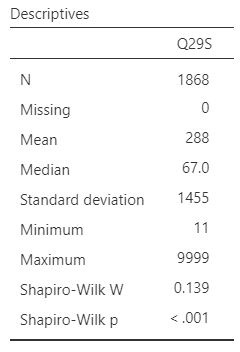 Descriptives
Q29S
N 1868
Missing 0
Mean 288
Median 67.0
Standard deviation 1455
Minimum 11
Maximum 9999
Shapiro-Wilk W 0.139
Shapiro-Wilk p < .001